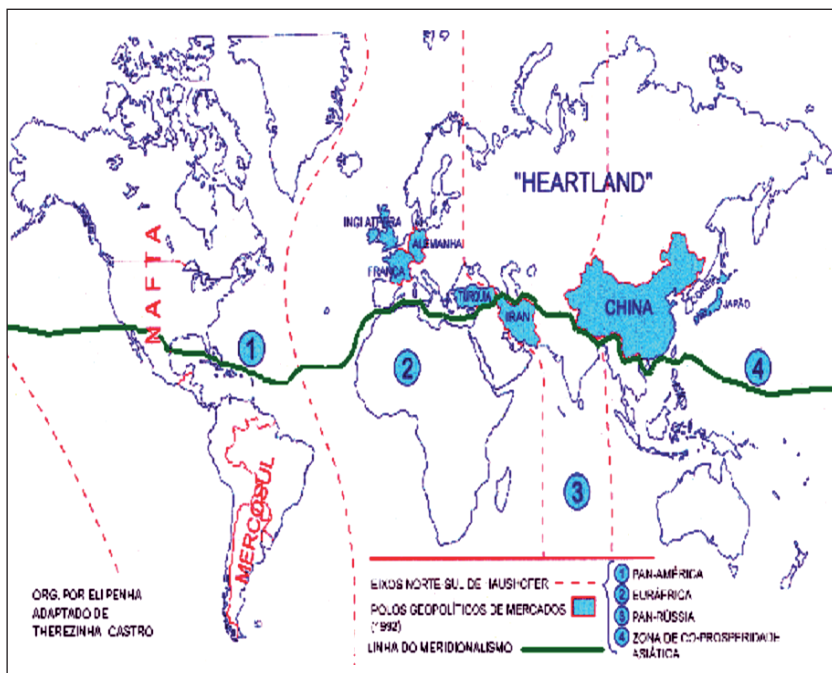 "HEARTLAND"
INGLATERRA
ALEMANHA
FRANÇA
TURQUIA
IRAN
CHINA
COREIA
JAPÃO
NAFTA
MERCOSUL
1
2
3
4
ORG. POR ELI PENHA
ADAPTADO DE
THEREZINHA CASTRO
EIXOS NORTE SUL DE HAUSHOFER
POLOS GEOPOLÍTICOS DE MERCADOS
(1992)
LINHA DO MERIDIONALISMO
1 PAN-AMÉRICA
2 EURÁFRICA
3 PAN-RÚSSIA
4 ZONA DE CO-PROSPERIDADE
ASIÁTICA